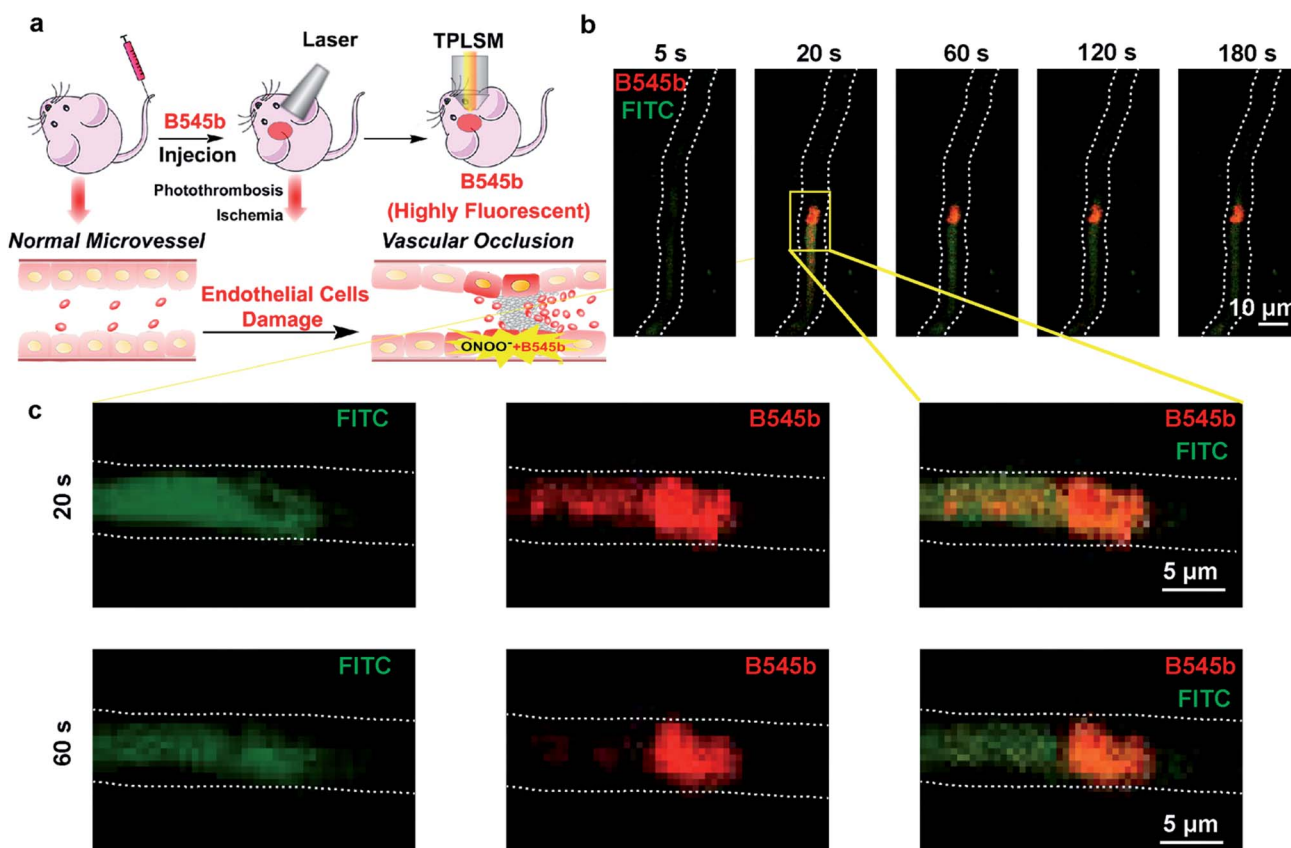 a
Laser
TPLSM
B545b
Injecion
Photothrombosis
Ischemia
B545b
(Highly Fluorescent)
Normal Microvessel
Vascular Occlusion
Endothelial Cells
Damage
ONOO⁻+B545b
b
5 s
20 s
60 s
120 s
180 s
B545b
FITC
10 µm
c
20 s
FITC
B545b
B545b
FITC
5 µm
60 s
FITC
B545b
B545b
FITC
5 µm